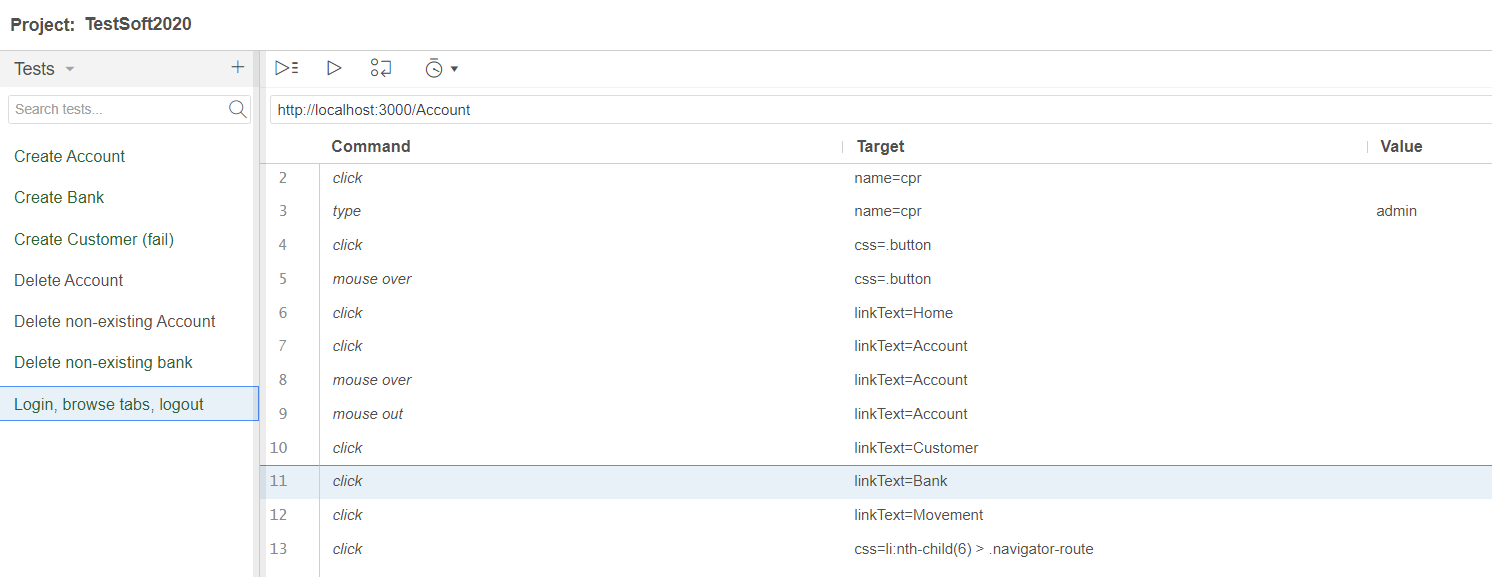 Project: TestSoft2020
Tests
Search tests...
Create Account
Create Bank
Create Customer (fail)
Delete Account
Delete non-existing Account
Delete non-existing bank
Login, browse tabs, logout
http://localhost:3000/Account
Command Target Value
2 click name=cpr
3 type name=cpr admin
4 click css=.button
5 mouse over css=.button
6 click linkText=Home
7 click linkText=Account
8 mouse over linkText=Account
9 mouse out linkText=Account
10 click linkText=Customer
11 click linkText=Bank
12 click linkText=Movement
13 click css=li:nth-child(6) > .navigator-route